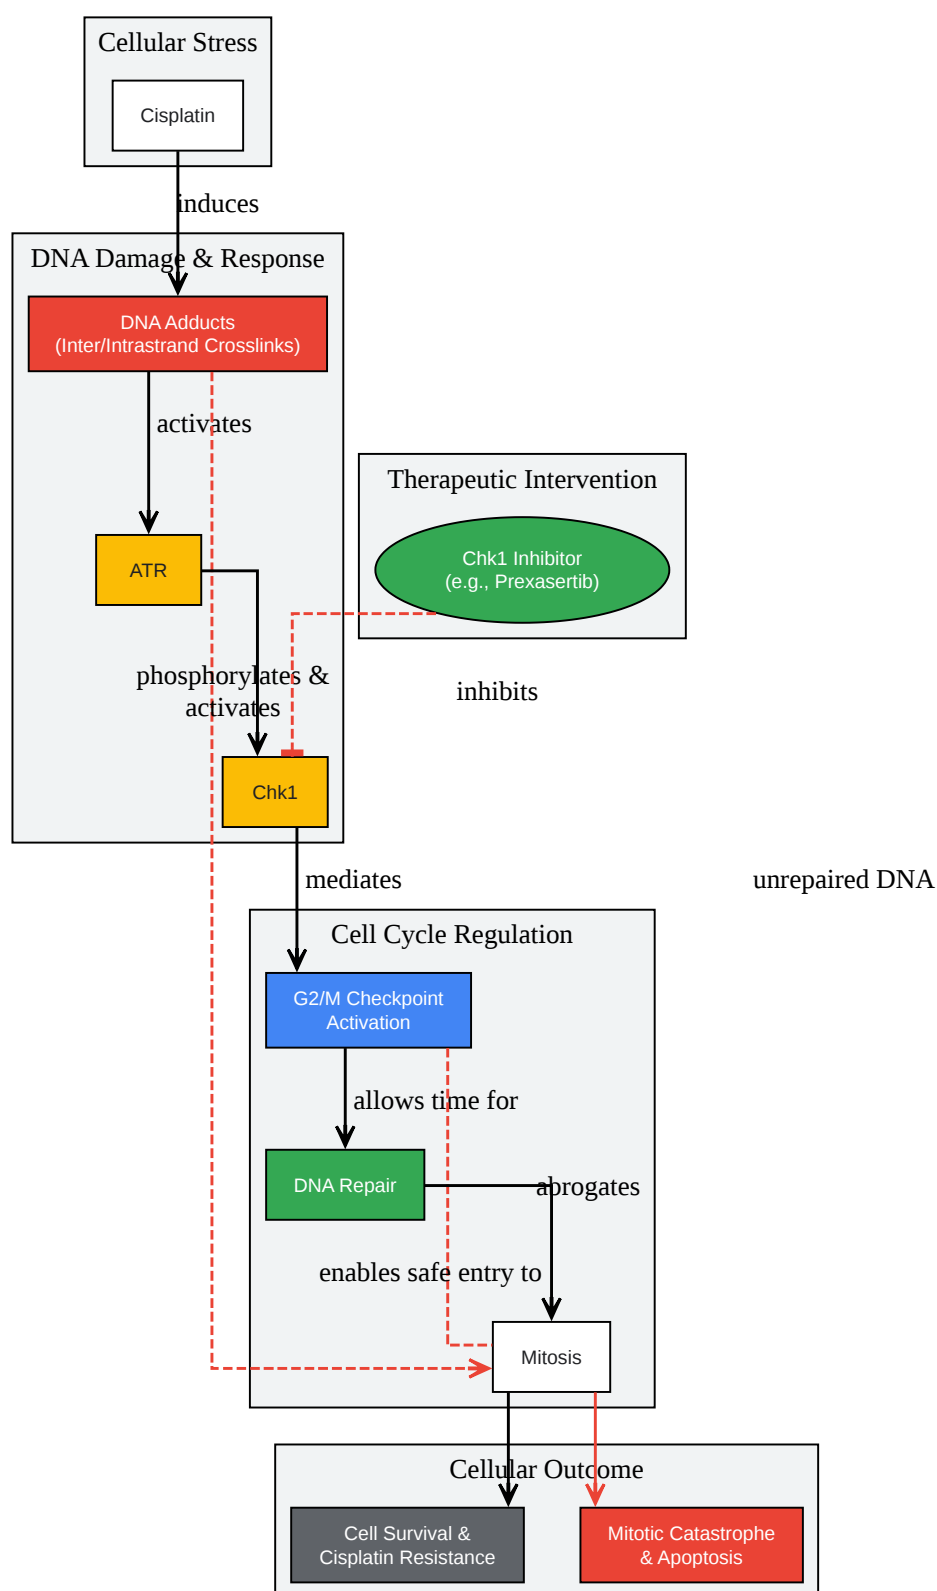 Cellular Stress
Cisplatin
induces
DNA Damage & Response
DNA Adducts
(Inter/Intrastrand Crosslinks)
activates
Therapeutic Intervention
Chk1 Inhibitor
(e.g., Prexasertib)
ATR
phosphorylates &
activates
inhibits
Chk1
mediates
unrepaired DNA
Cell Cycle Regulation
G2/M Checkpoint
Activation
allows time for
DNA Repair
abrogates
enables safe entry to
Mitosis
Cellular Outcome
Cell Survival &
Cisplatin Resistance
Mitotic Catastrophe
& Apoptosis